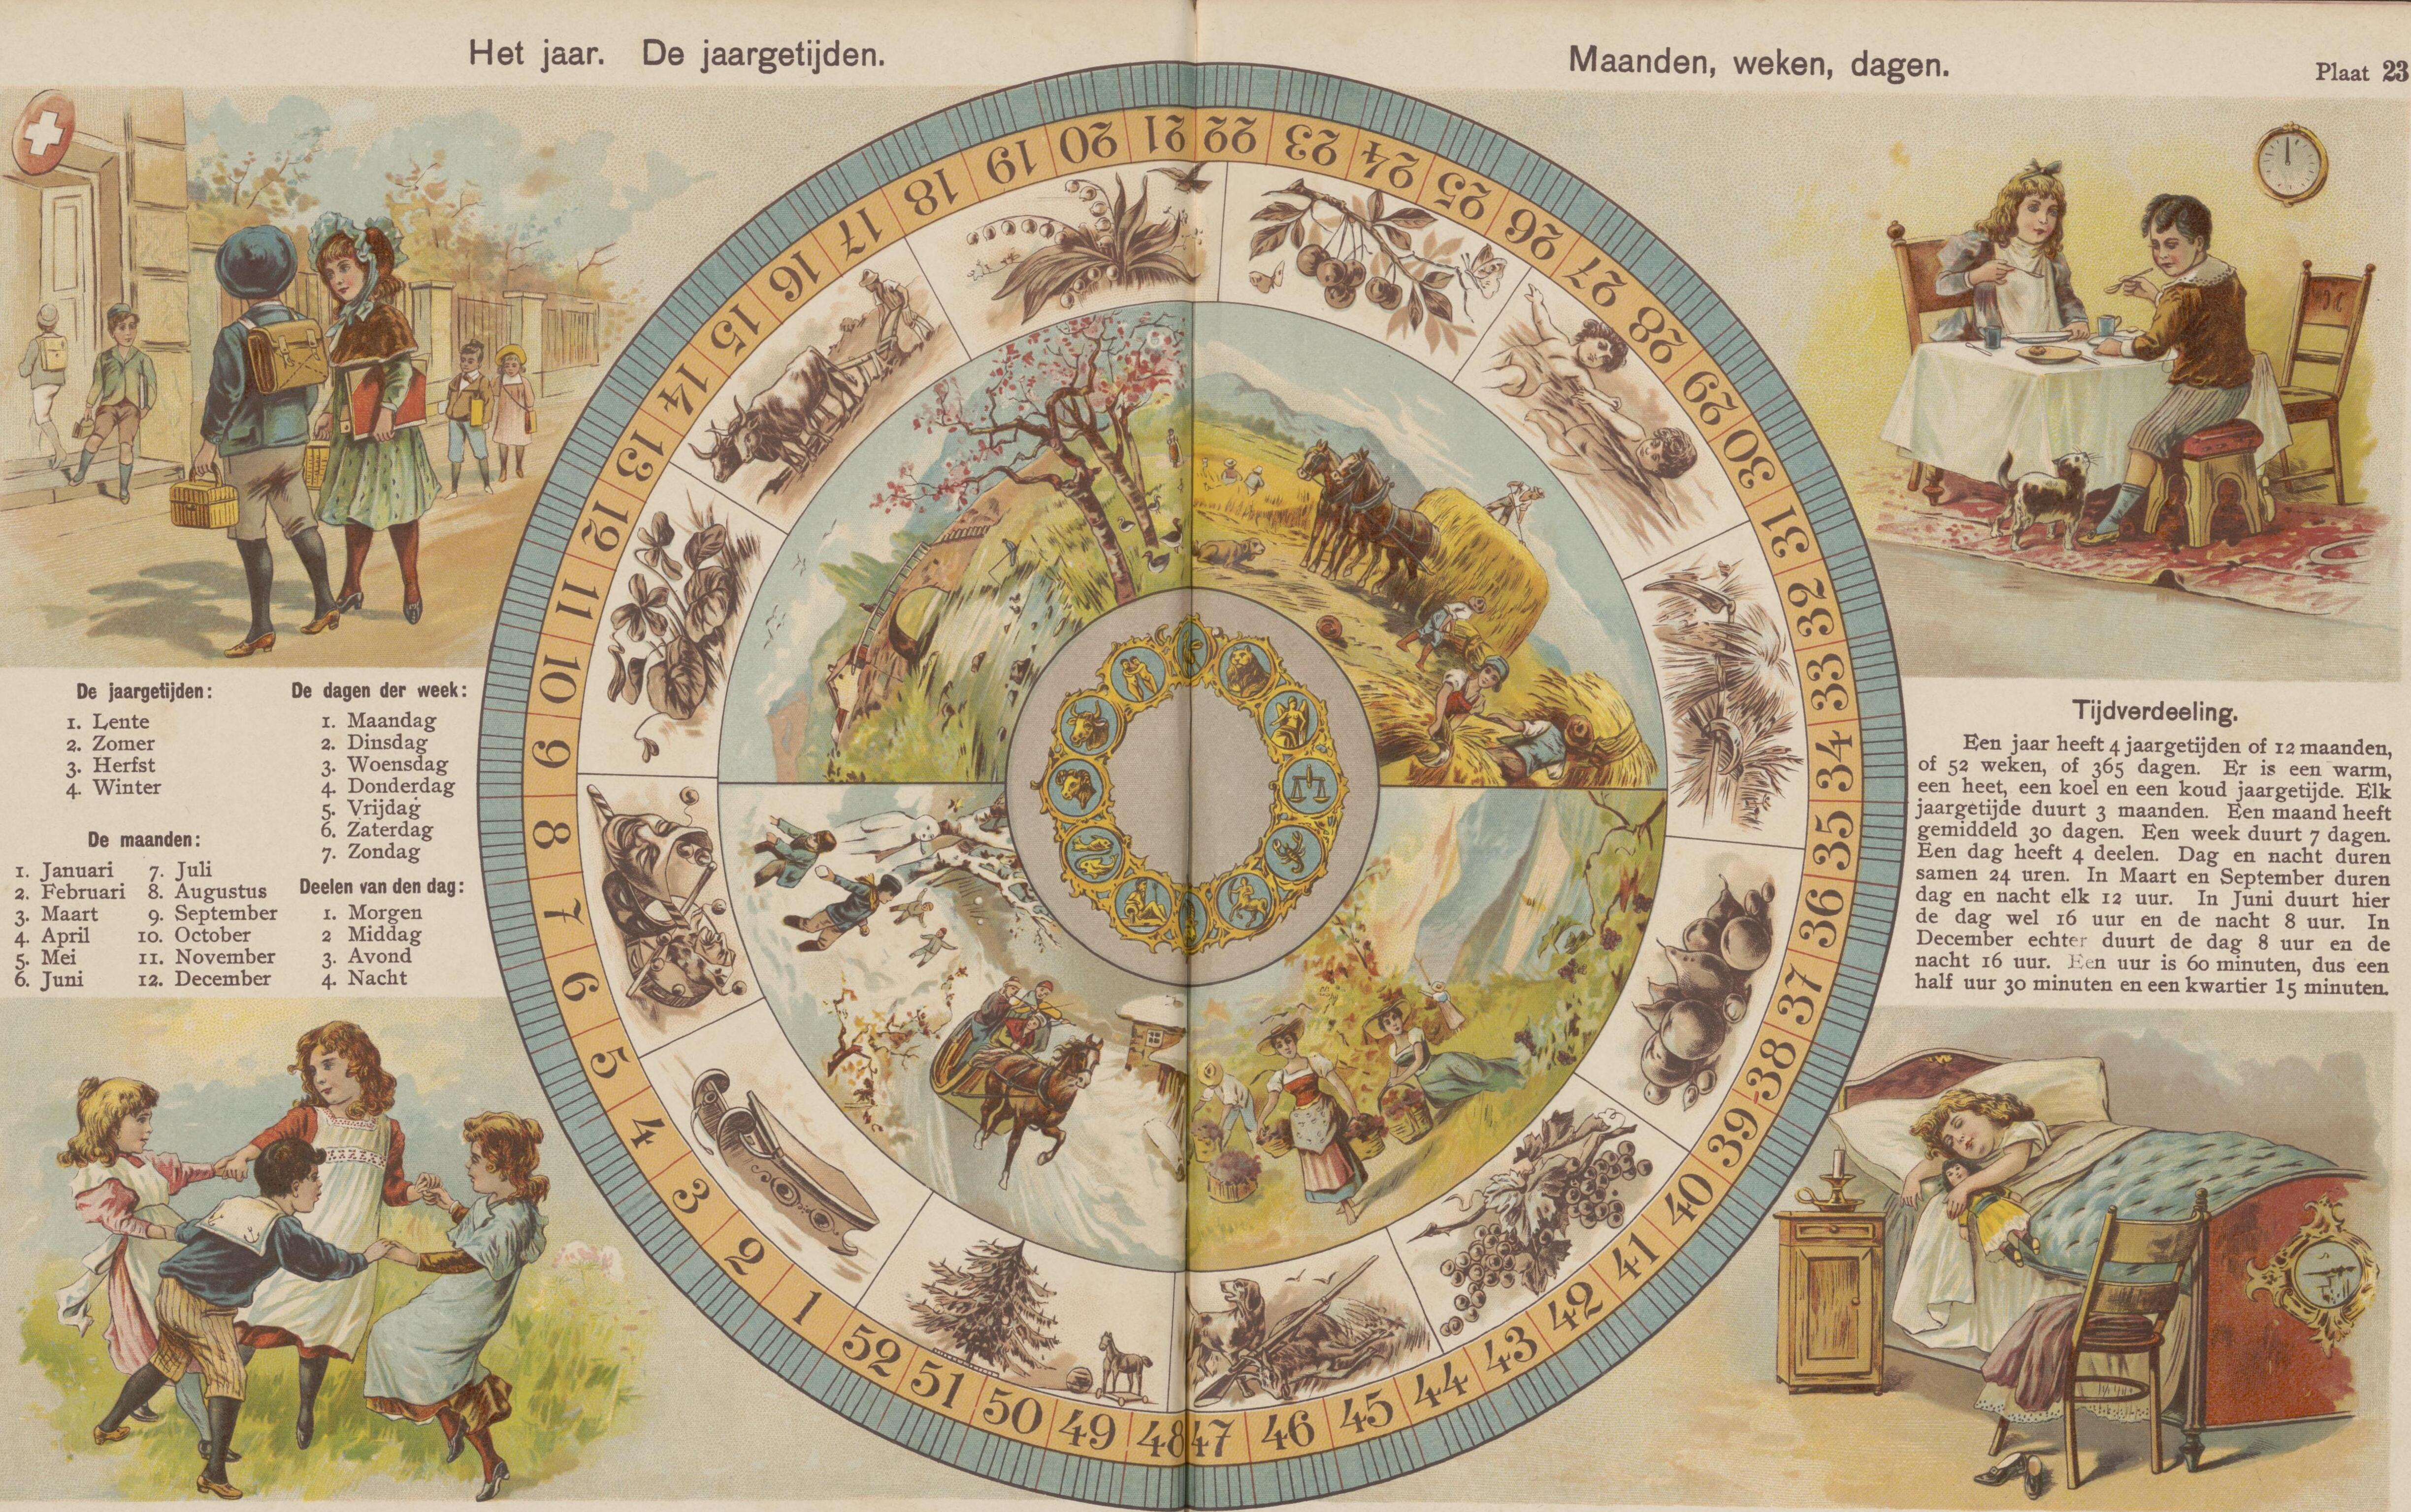 Het jaar. De jaargetijden.
Maanden, weken, dagen.
Plaat 23
De jaargetijden:
1. Lente
2. Zomer
3. Herfst
4. Winter
De maanden:
1. Januari
2. Februari
3. Maart
4. April
5. Mei
6. Juni
7. Juli
8. Augustus
9. September
10. October
11. November
12. December
De dagen der week:
1. Maandag
2. Dinsdag
3. Woensdag
4. Donderdag
5. Vrijdag
6. Zaterdag
7. Zondag
Deelen van den dag:
1. Morgen
2 Middag
3. Avond
4. Nacht
1
2
3
4
5
6
7
8
9
10
11
12
13
14
15
16
17
18
19
20
21
22
23
24
25
26
27
28
29
30
31
32
33
34
35
36
37
38
39
40
41
42
43
44
45
46
47
48
49
50
51
52
Tijdverdeeling.
Een jaar heeft 4 jaargetijden of 12 maanden,
of 52 weken, of 365 dagen. Er is een warm,
een heet, een koel en een koud jaargetijde. Elk
jaargetijde duurt 3 maanden. Een maand heeft
gemiddeld 30 dagen. Een week duurt 7 dagen.
Een dag heeft 4 deelen. Dag en nacht duren
samen 24 uren. In Maart en September duren
dag en nacht elk 12 uur. In Juni duurt hier
de dag wel 16 uur en de nacht 8 uur. In
December echter duurt de dag 8 uur en de
nacht 16 uur. Een uur is 60 minuten, dus een
half uur 30 minuten en een kwartier 15 minuten.